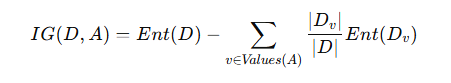 IG(D, A) = Ent(D) − ∑_{v∈Values(A)} |D_v|/|D| Ent(D_v)